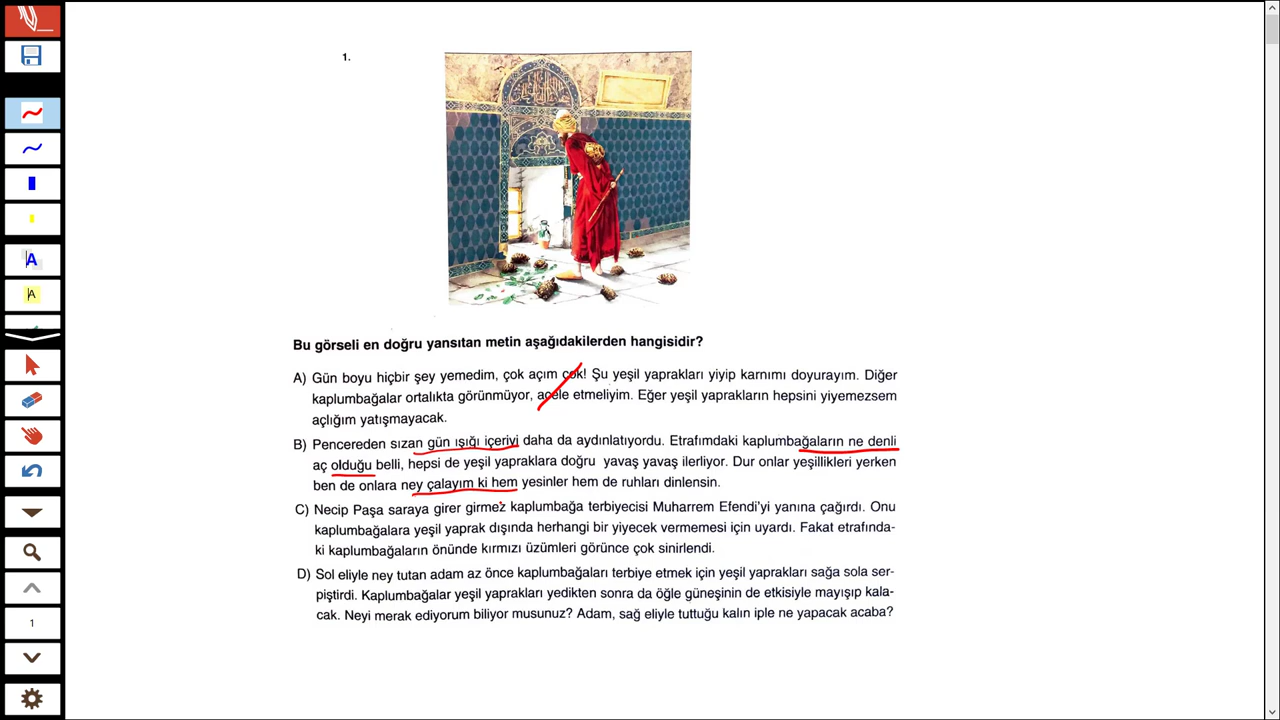 1.
Bu görseli en doğru yansıtan metin aşağıdakilerden hangisidir?
A) Gün boyu hiçbir şey yemedim, çok açım çok! Şu yeşil yaprakları yiyip karnımı doyurayım. Diğer
kaplumbağalar ortalıkta görünmüyor, acele etmeliyim. Eğer yeşil yaprakların hepsini yiyemezsem
açlığım yatışmayacak.
B) Pencereden sızan gün ışığı içeriyi daha da aydınlatıyordu. Etrafımdaki kaplumbağaların ne denli
aç olduğu belli, hepsi de yeşil yapraklara doğru yavaş yavaş ilerliyor. Dur onlar yeşillikleri yerken
ben de onlara ney çalayım ki hem yesinler hem de ruhları dinlensin.
C) Necip Paşa saraya girer girmez kaplumbağa terbiyecisi Muharrem Efendi'yi yanına çağırdı. Onu
kaplumbağalara yeşil yaprak dışında herhangi bir yiyecek vermemesi için uyardı. Fakat etrafında-
ki kaplumbağaların önünde kırmızı üzümleri görünce çok sinirlendi.
D) Sol eliyle ney tutan adam az önce kaplumbağaları terbiye etmek için yeşil yaprakları sağa sola ser-
piştirdi. Kaplumbağalar yeşil yaprakları yedikten sonra da öğle güneşinin de etkisiyle mayışıp kala-
cak. Neyi merak ediyorum biliyor musunuz? Adam, sağ eliyle tuttuğu kalın iple ne yapacak acaba?
A
A
1